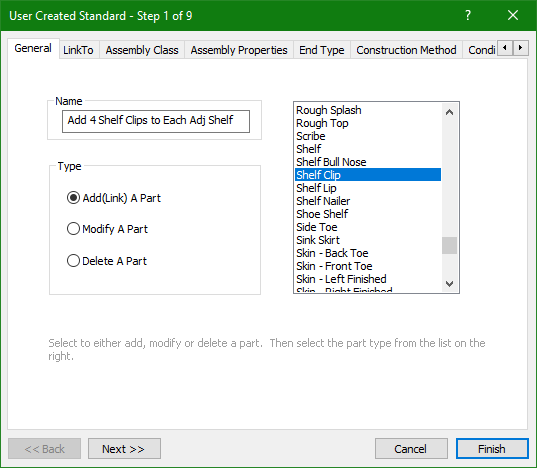 User Created Standard - Step 1 of 9
?
General LinkTo Assembly Class Assembly Properties End Type Construction Method Condi
Name
Add 4 Shelf Clips to Each Adj Shelf
Type
Add(Link) A Part
Modify A Part
Delete A Part
Rough Splash
Rough Top
Scribe
Shelf
Shelf Bull Nose
Shelf Clip
Shelf Lip
Shelf Nailer
Shoe Shelf
Side Toe
Sink Skirt
Skin - Back Toe
Skin - Front Toe
Skin - Left Finished
Skin - Right Finished
Select to either add, modify or delete a part. Then select the part type from the list on the
right.
<< Back Next >> Cancel Finish